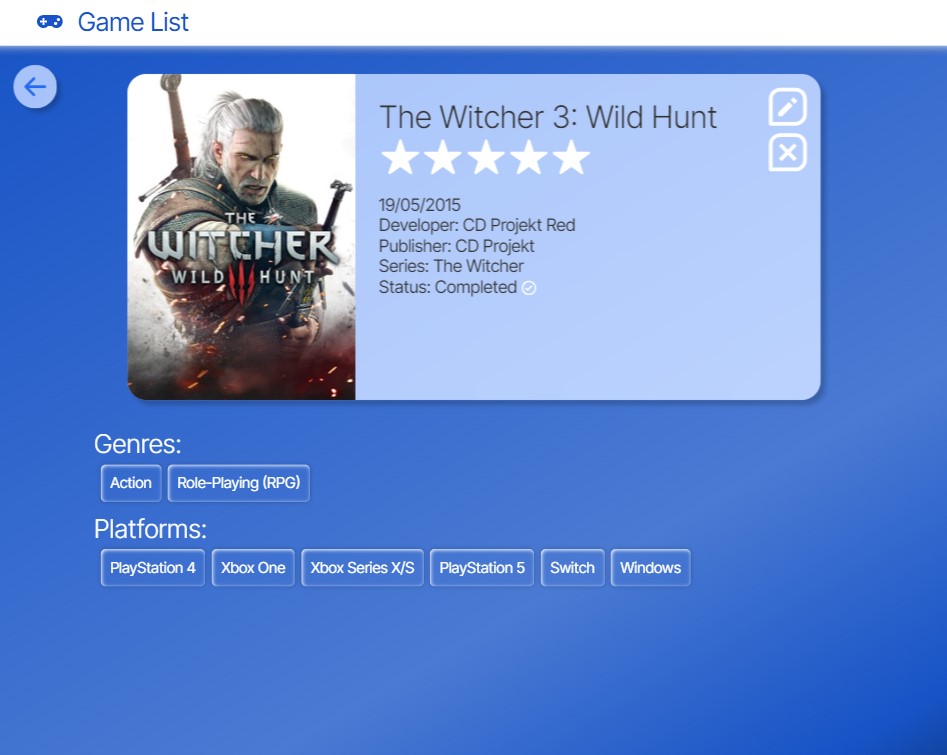 Game List
THE
WITCHER
WILD HUNT
The Witcher 3: Wild Hunt
19/05/2015
Developer: CD Projekt Red
Publisher: CD Projekt
Series: The Witcher
Status: Completed
Genres:
Action
Role-Playing (RPG)
Platforms:
PlayStation 4
Xbox One
Xbox Series X/S
PlayStation 5
Switch
Windows